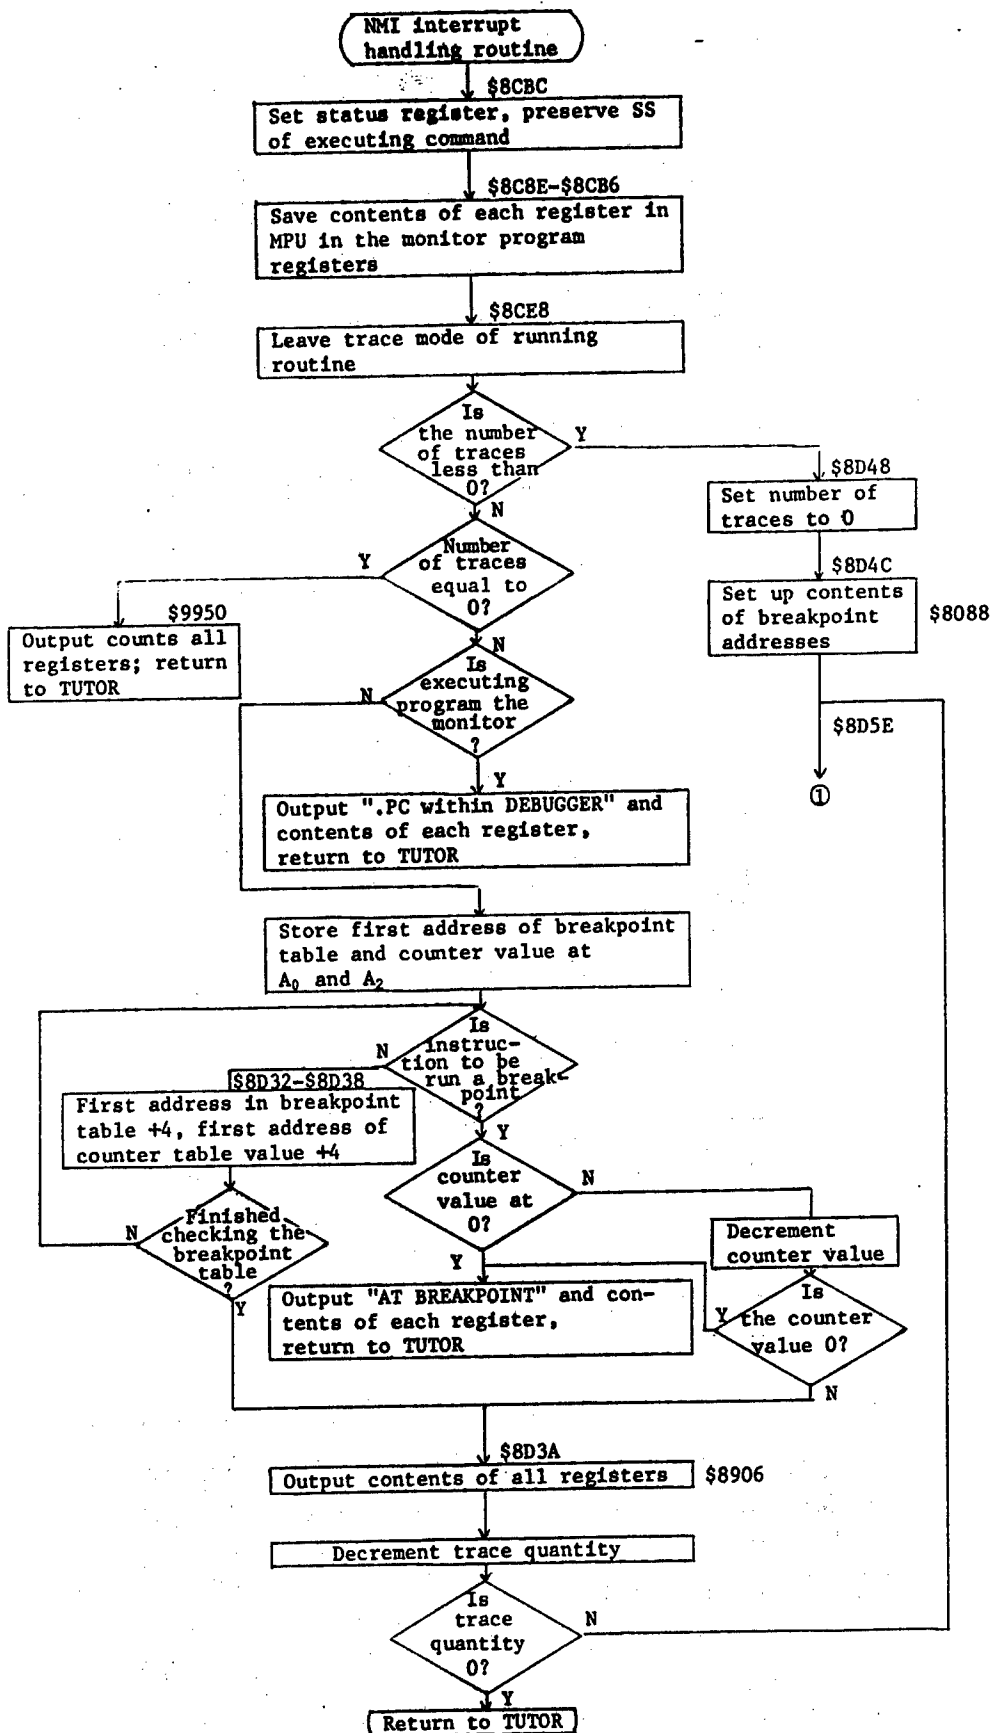 NMI interrupt
handling routine
$8CBC
Set status register, preserve SS
of executing command
$8C8E-$8CB6
Save contents of each register in
MPU in the monitor program
registers
$8CE8
Leave trace mode of running
routine
Is
the number
of traces
less than
0?
Y
N
$8D48
Set number of
traces to 0
$8D4C
Set up contents
of breakpoint
addresses
$8088
$8D5E
①
Number
of traces
equal to
0?
Y
N
$9950
Output counts all
registers; return
to TUTOR
Is
executing
program the
monitor
?
N
Y
Output ".PC within DEBUGGER" and
contents of each register,
return to TUTOR
Store first address of breakpoint
table and counter value at
A0 and A2
Is
instruc-
tion to be
run a break-
point
?
N
Y
$8D32-$8D38
First address in breakpoint
table +4, first address of
counter table value +4
Finished
checking the
breakpoint
table
?
N
Y
Is
counter
value at
0?
N
Y
Decrement
counter value
Is
the counter
value 0?
Y
N
Output "AT BREAKPOINT" and con-
tents of each register,
return to TUTOR
$8D3A
Output contents of all registers
$8906
Decrement trace quantity
Is
trace
quantity
0?
N
Y
Return to TUTOR